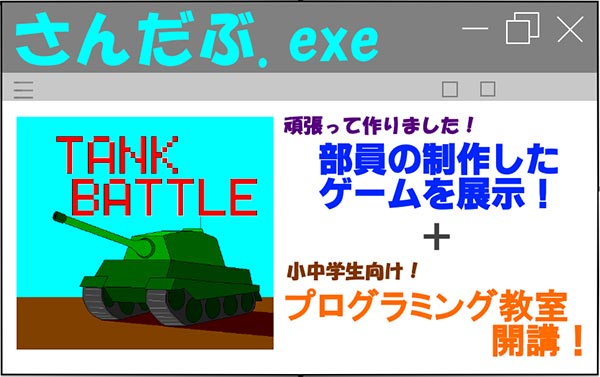 さんだぶ.exe
TANK
BATTLE
頑張って作りました！
部員の制作した
ゲームを展示！
+
小中学生向け！
プログラミング教室
開講！